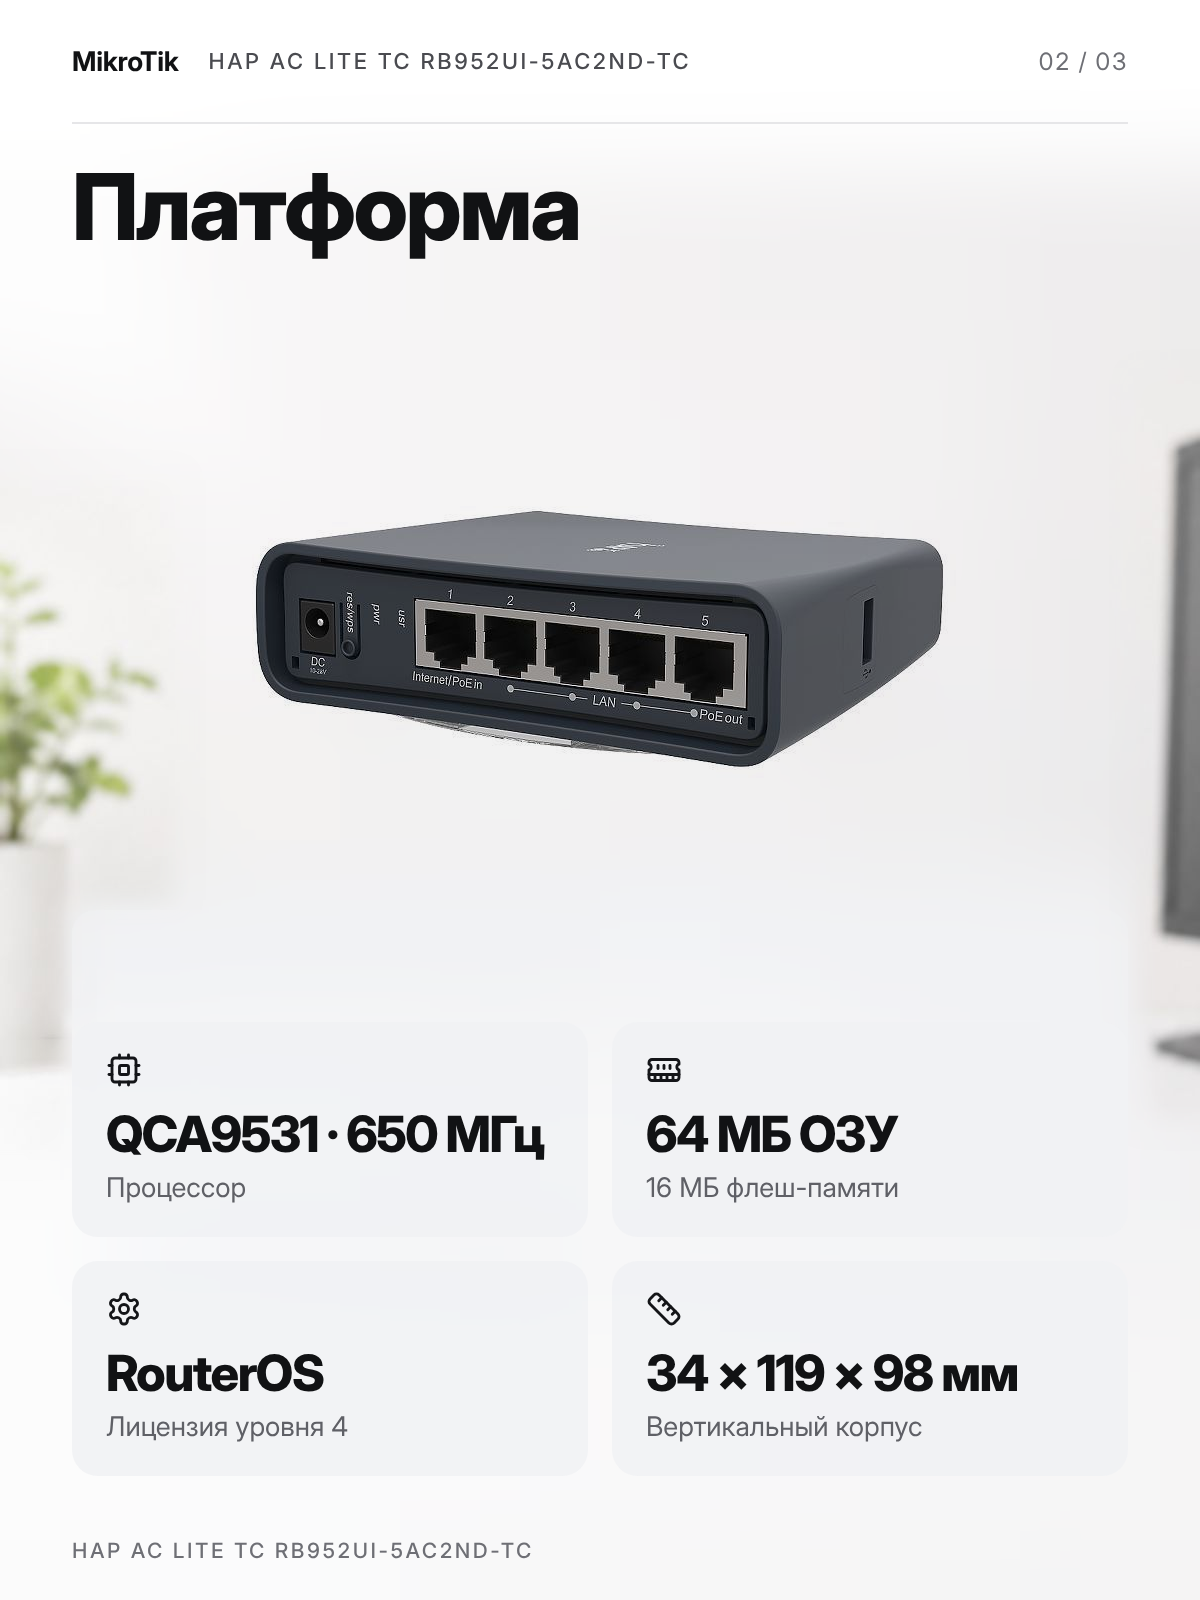 MikroTik HAP AC LITE TC RB952UI-5AC2ND-TC 02 / 03
Платформа
1 2 3 4 5
res/wps pwr usr
DC
10-28V
Internet/PoE in LAN PoE out
QCA9531 · 650 МГц
Процессор
64 МБ ОЗУ
16 МБ флеш-памяти
RouterOS
Лицензия уровня 4
34 × 119 × 98 мм
Вертикальный корпус
HAP AC LITE TC RB952UI-5AC2ND-TC